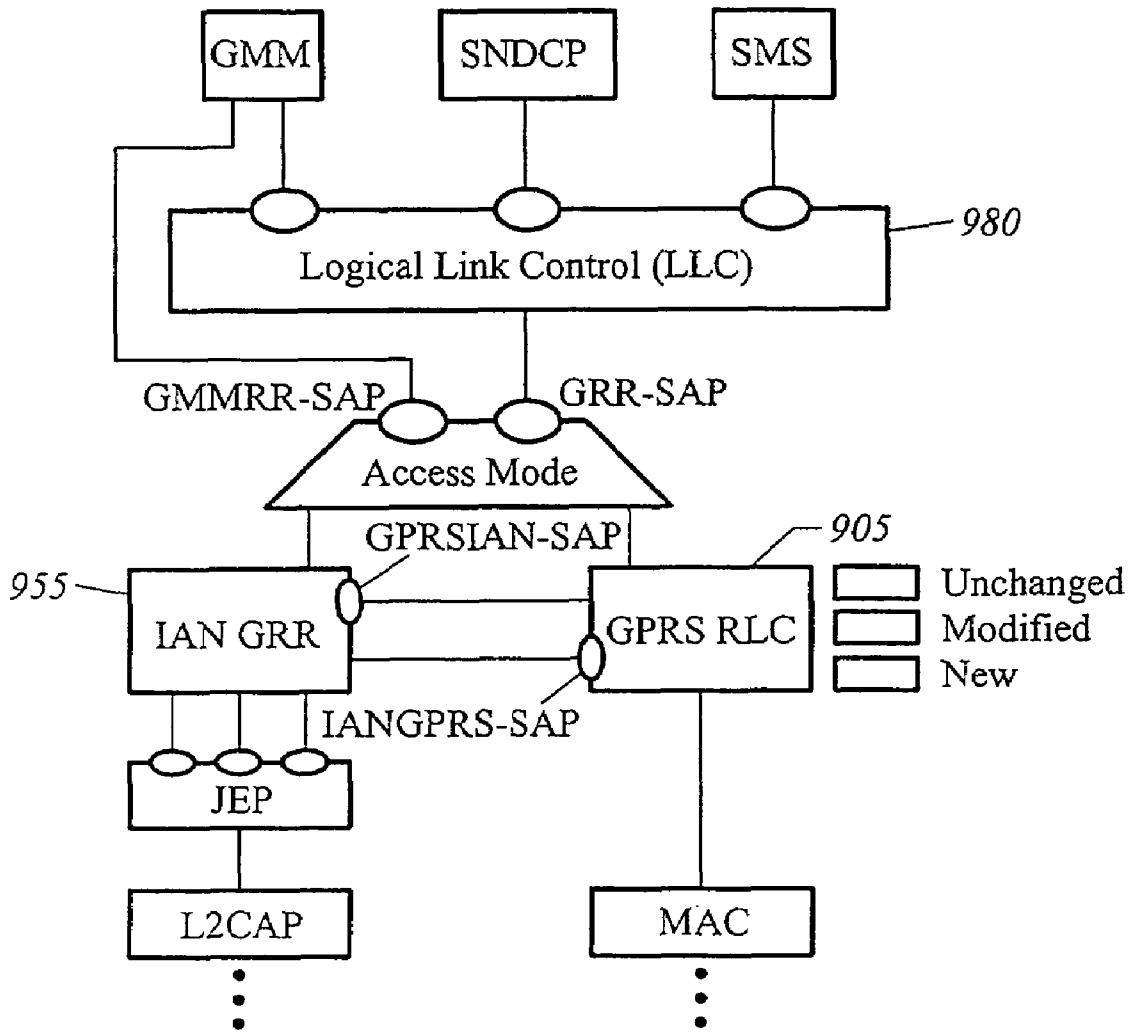 GMM
SNDCP
SMS
980
Logical Link Control (LLC)
GMMRR-SAP
GRR-SAP
Access Mode
GPRSIAN-SAP
905
955
IAN GRR
GPRS RLC
Unchanged
Modified
New
IANGPRS-SAP
JEP
L2CAP
MAC